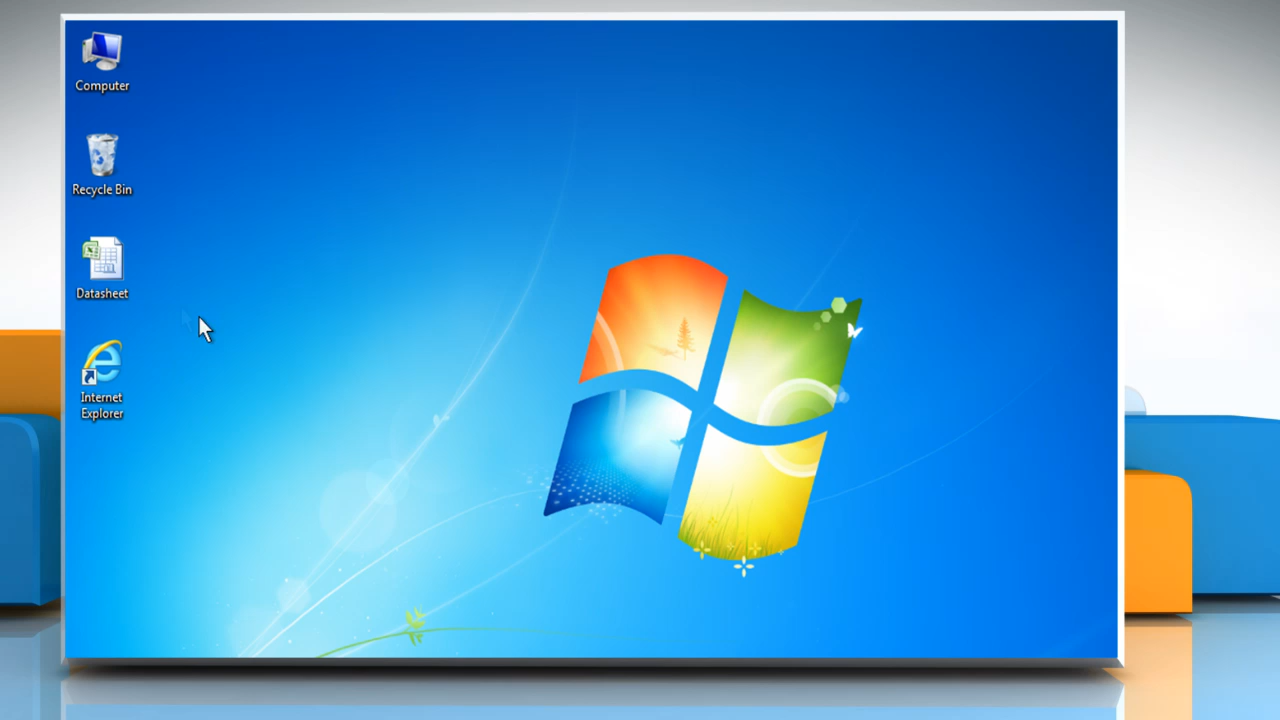 Computer
Recycle Bin
Datasheet
Internet
Explorer